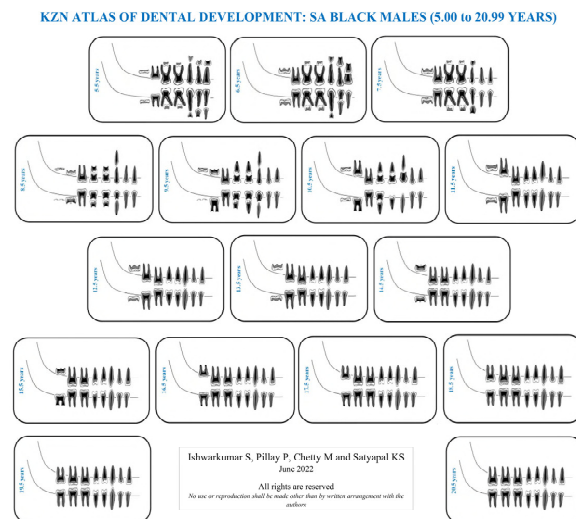 KZN ATLAS OF DENTAL DEVELOPMENT: SA BLACK MALES (5.00 to 20.99 YEARS)
5.5 years
6.5 years
7.5 years
8.5 years
9.5 years
10.5 years
11.5 years
12.5 years
13.5 years
14.5 years
15.5 years
16.5 years
17.5 years
18.5 years
19.5 years
20.5 years
Ishwarkumar S, Pillay P, Chetty M and Satyapal KS
June 2022
All rights are reserved
No use or reproduction shall be made other than by written arrangement with the
authors